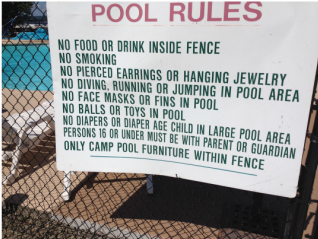 POOL RULES
NO FOOD OR DRINK INSIDE FENCE
NO SMOKING
NO PIERCED EARRINGS OR HANGING JEWELRY
NO DIVING, RUNNING OR JUMPING IN POOL AREA
NO FACE MASKS OR FINS IN POOL
NO BALLS OR TOYS IN POOL
NO DIAPERS OR DIAPER AGE CHILD IN LARGE POOL AREA
PERSONS 16 OR UNDER MUST BE WITH PARENT OR GUARDIAN
ONLY CAMP POOL FURNITURE WITHIN FENCE